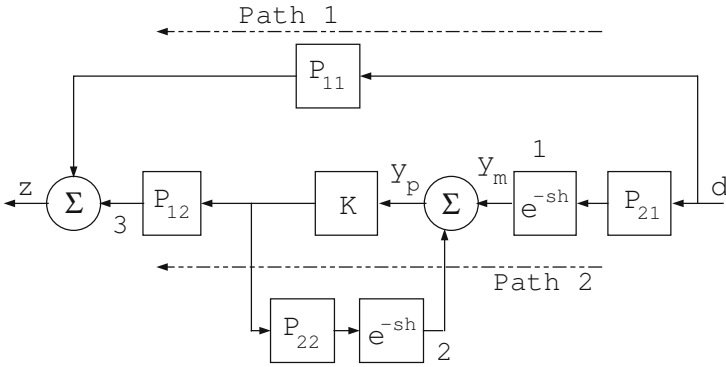 Path 1
P₁₁
z
Σ
3
P₁₂
K
yₚ
Σ
yₘ
1
e⁻ˢʰ
P₂₁
d
Path 2
P₂₂
e⁻ˢʰ
2